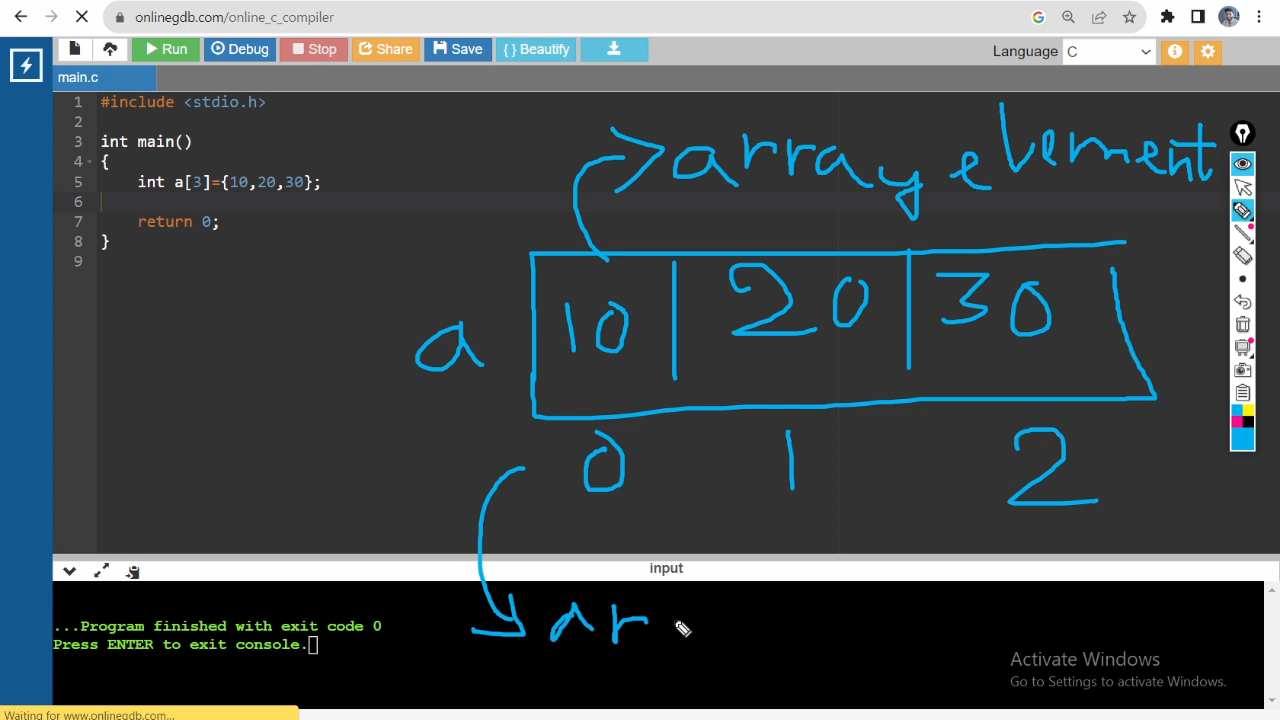 onlinegdb.com/online_c_compiler
Run Debug Stop Share Save { } Beautify Language C
main.c
1 #include <stdio.h>
2
3 int main()
4 {
5 int a[3]={10,20,30};
6
7 return 0;
8 }
9
array element
a 10 20 30
0 1 2
input
ar
...Program finished with exit code 0
Press ENTER to exit console.
Activate Windows
Go to Settings to activate Windows.
Waiting for www.onlinegdb.com...